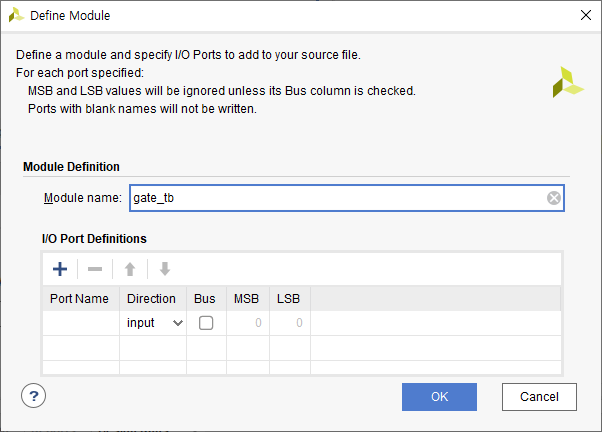 Define Module
Define a module and specify I/O Ports to add to your source file.
For each port specified:
MSB and LSB values will be ignored unless its Bus column is checked.
Ports with blank names will not be written.
Module Definition
Module name: gate_tb
I/O Port Definitions
Port Name Direction Bus MSB LSB
input 0 0
? OK Cancel